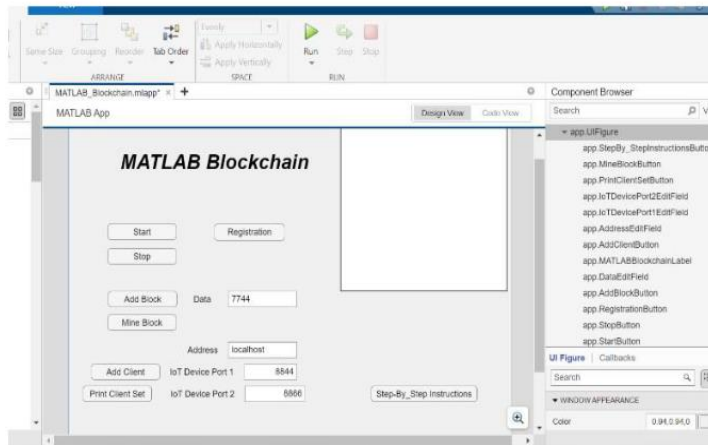 Same Size Grouping Reorder Tab Order
Evenly
Apply Horizontally
Apply Vertically
Run Step Stop
ARRANGE SPACE RUN
MATLAB_Blockchain.mlapp* × +
MATLAB App
Design View Code View
MATLAB Blockchain
Start Registration
Stop
Add Block Data 7744
Mine Block
Address localhost
Add Client IoT Device Port 1 8844
Print Client Set IoT Device Port 2 8866
Step-By_Step Instructions
Component Browser
Search
app.UIFigure
app.StepBy_StepInstructionsButto
app.MineBlockButton
app.PrintClientSetButton
app.IoTDevicePort2EditField
app.IoTDevicePort1EditField
app.AddressEditField
app.AddClientButton
app.MATLABBlockchainLabel
app.DataEditField
app.AddBlockButton
app.RegistrationButton
app.StopButton
app.StartButton
UI Figure | Callbacks
Search
WINDOW APPEARANCE
Color 0.94,0.94,0